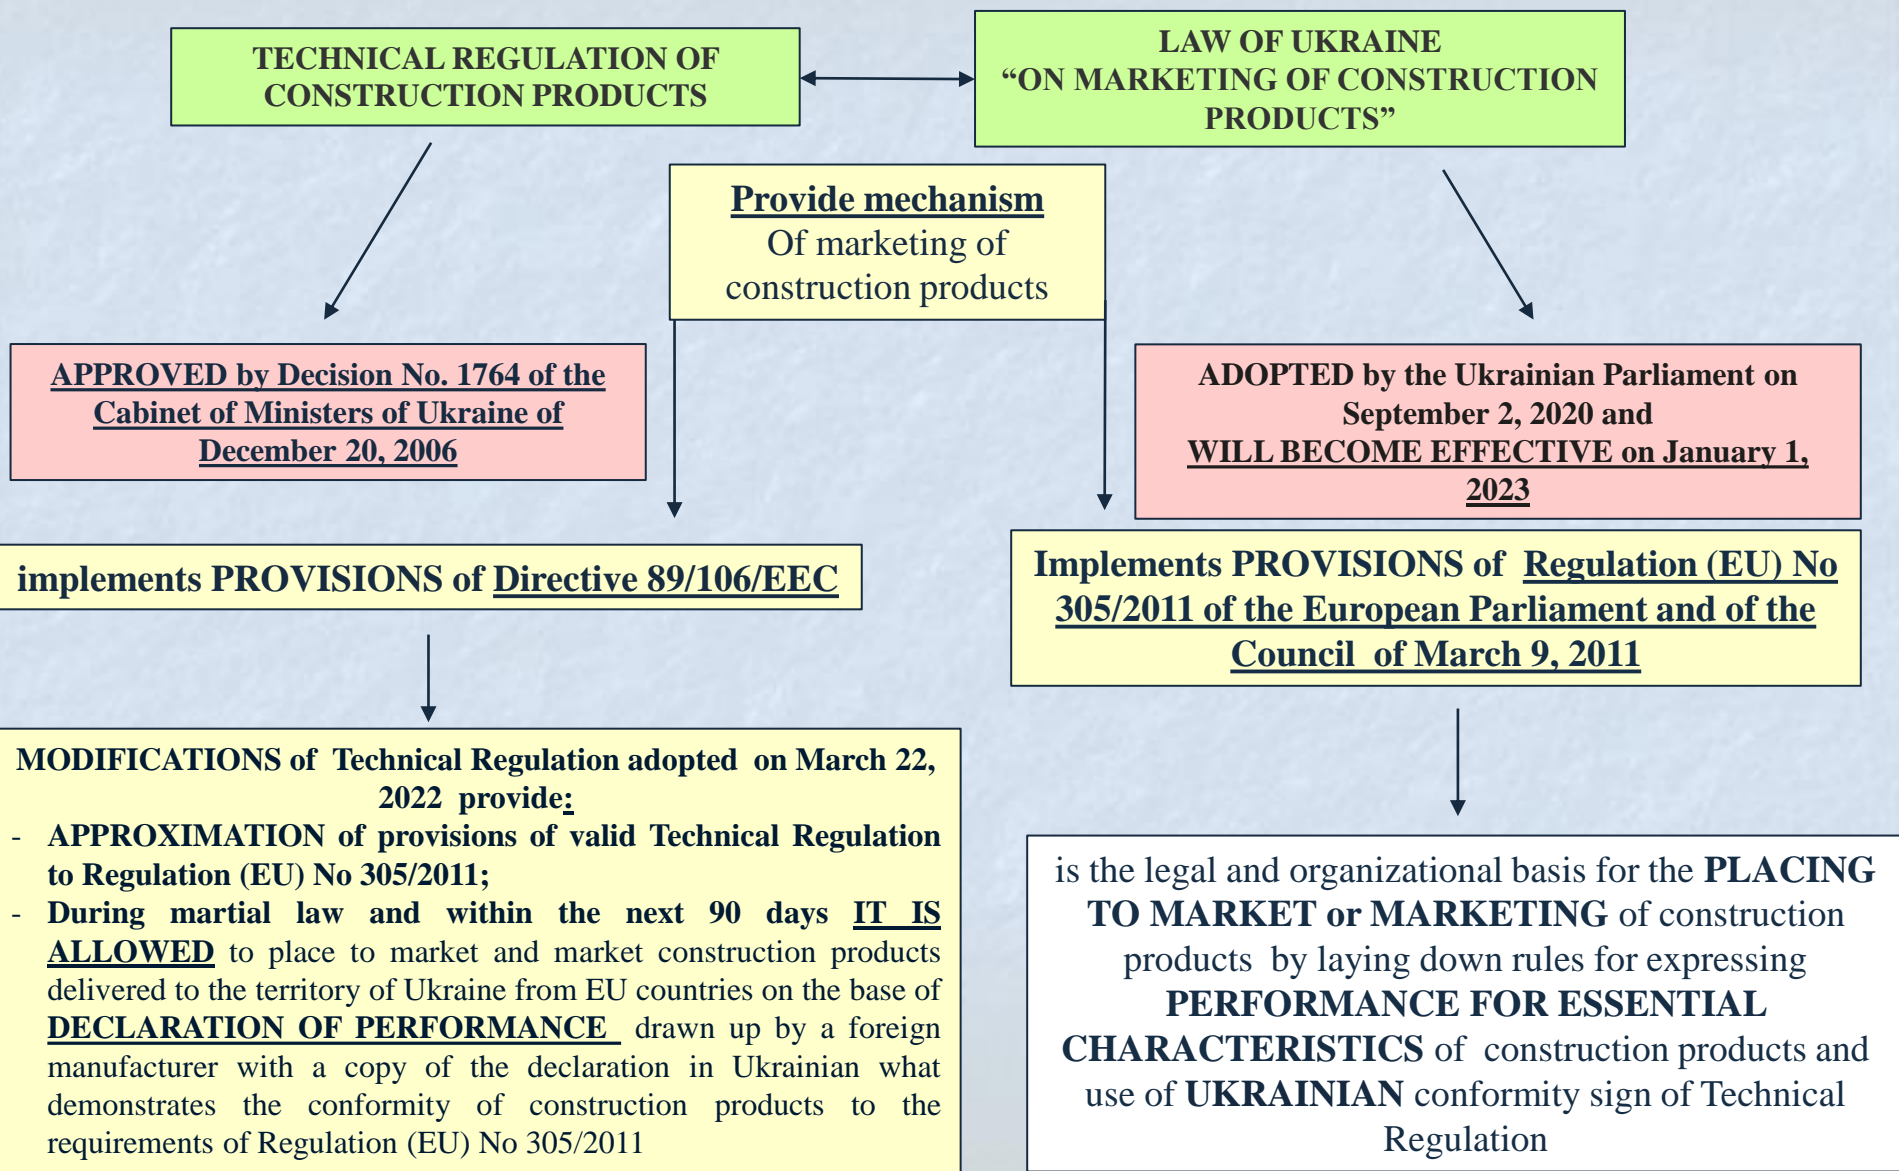 TECHNICAL REGULATION OF
CONSTRUCTION PRODUCTS
LAW OF UKRAINE
“ON MARKETING OF CONSTRUCTION
PRODUCTS”
Provide mechanism
Of marketing of
construction products
APPROVED by Decision No. 1764 of the
Cabinet of Ministers of Ukraine of
December 20, 2006
ADOPTED by the Ukrainian Parliament on
September 2, 2020 and
WILL BECOME EFFECTIVE on January 1,
2023
implements PROVISIONS of Directive 89/106/EEC
Implements PROVISIONS of Regulation (EU) No
305/2011 of the European Parliament and of the
Council of March 9, 2011
MODIFICATIONS of Technical Regulation adopted on March 22,
2022 provide:
- APPROXIMATION of provisions of valid Technical Regulation
to Regulation (EU) No 305/2011;
- During martial law and within the next 90 days IT IS
ALLOWED to place to market and market construction products
delivered to the territory of Ukraine from EU countries on the base of
DECLARATION OF PERFORMANCE drawn up by a foreign
manufacturer with a copy of the declaration in Ukrainian what
demonstrates the conformity of construction products to the
requirements of Regulation (EU) No 305/2011
is the legal and organizational basis for the PLACING
TO MARKET or MARKETING of construction
products by laying down rules for expressing
PERFORMANCE FOR ESSENTIAL
CHARACTERISTICS of construction products and
use of UKRAINIAN conformity sign of Technical
Regulation